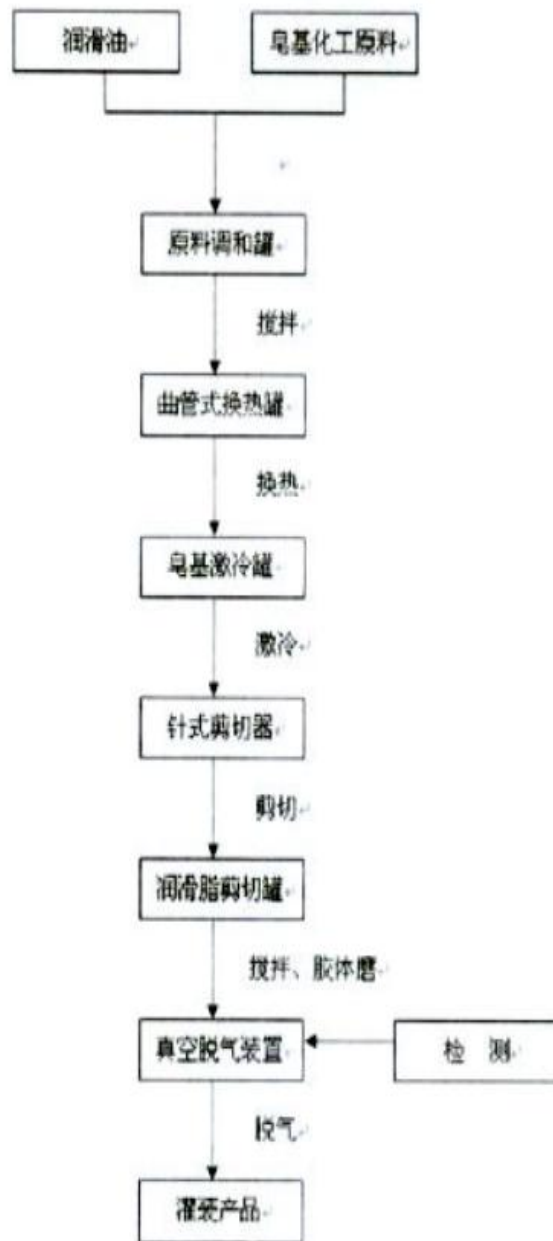 润滑油
皂基化工原料
原料调和罐
搅拌
曲管式换热罐
换热
皂基激冷罐
激冷
针式剪切器
剪切
润滑脂剪切罐
搅拌、胶体磨
真空脱气装置
检 测
脱气
灌装产品